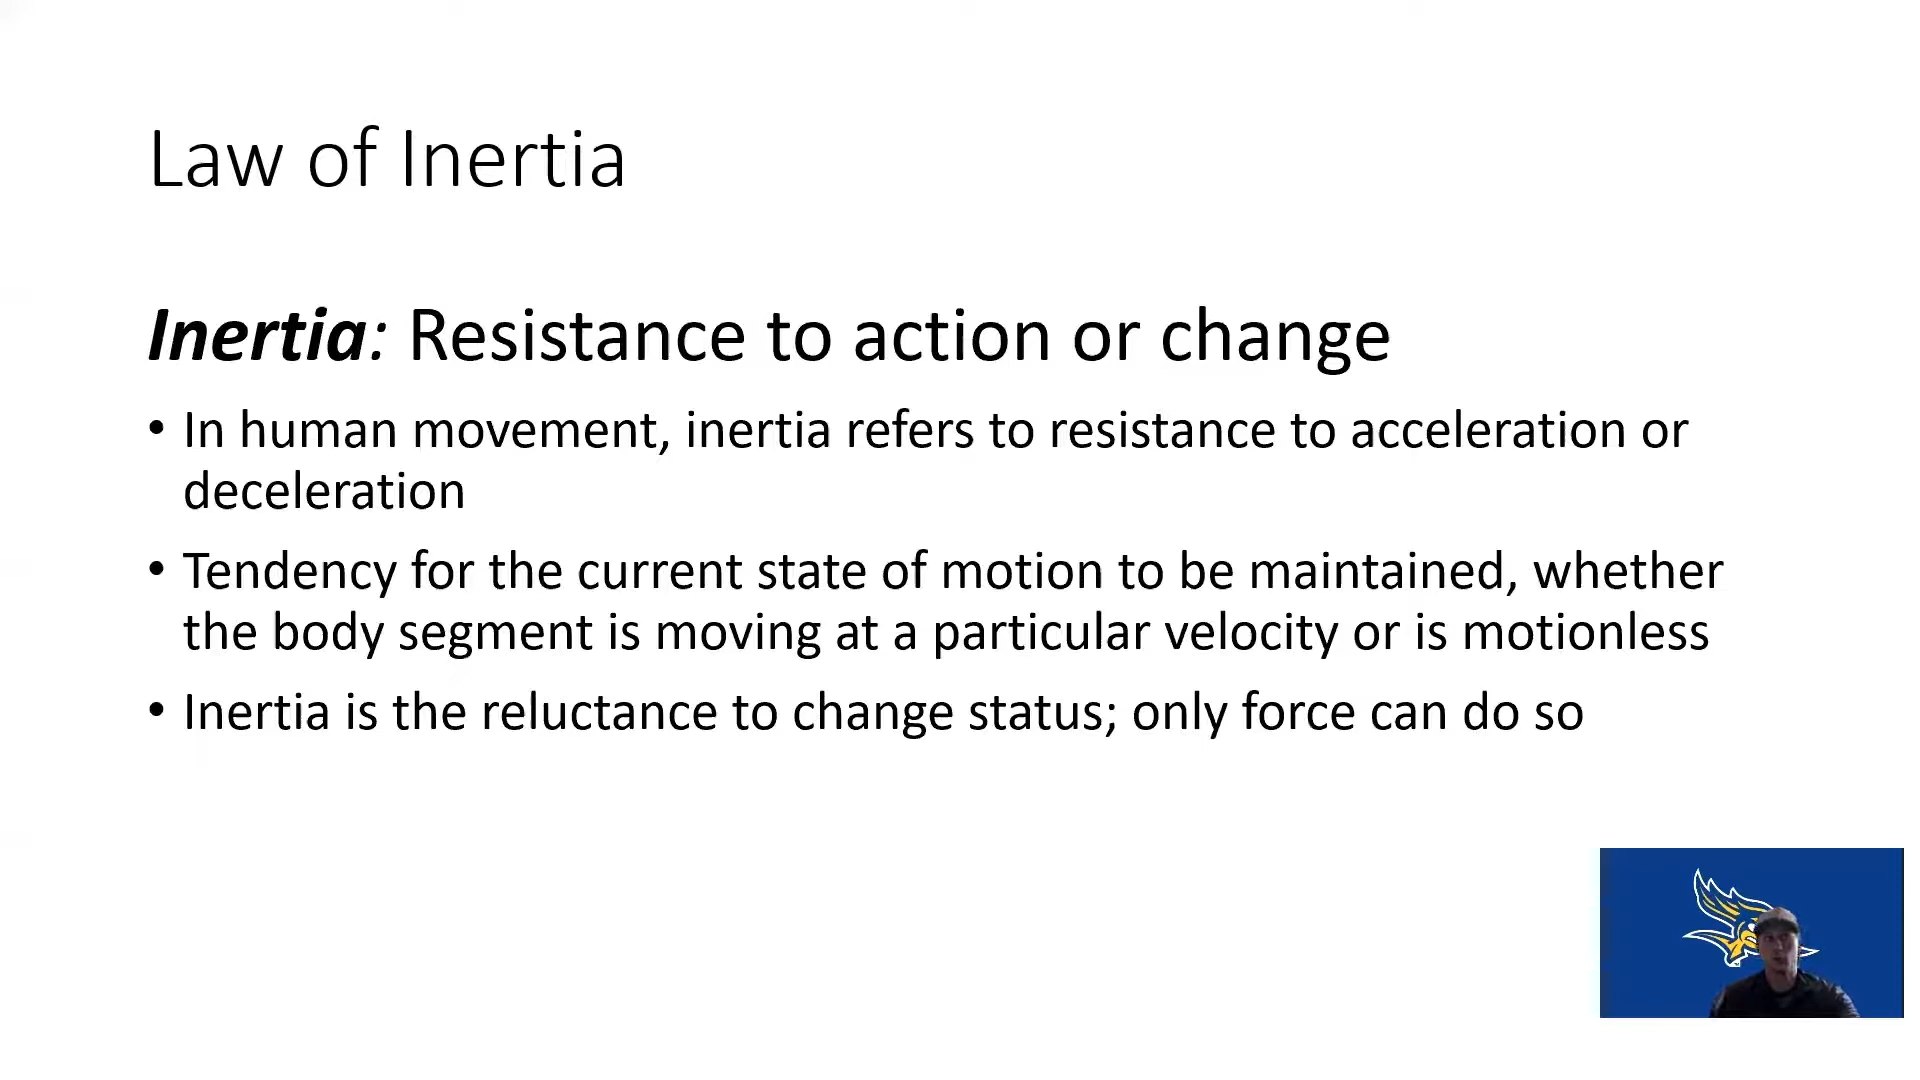 Law of Inertia
Inertia: Resistance to action or change
• In human movement, inertia refers to resistance to acceleration or
deceleration
• Tendency for the current state of motion to be maintained, whether
the body segment is moving at a particular velocity or is motionless
• Inertia is the reluctance to change status; only force can do so